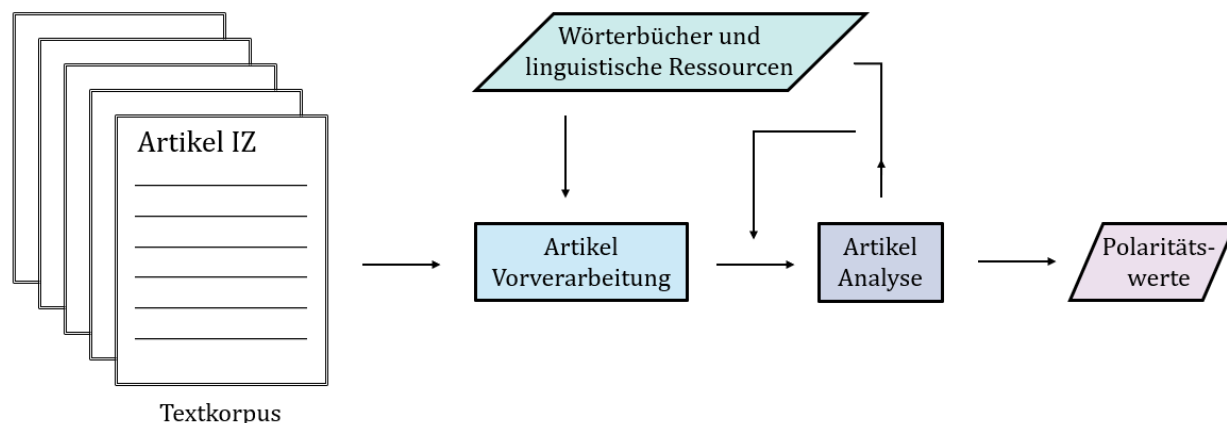 Wörterbücher und
linguistische Ressourcen
Artikel IZ
Artikel
Vorverarbeitung
Artikel
Analyse
Polaritäts-
werte
Textkorpus